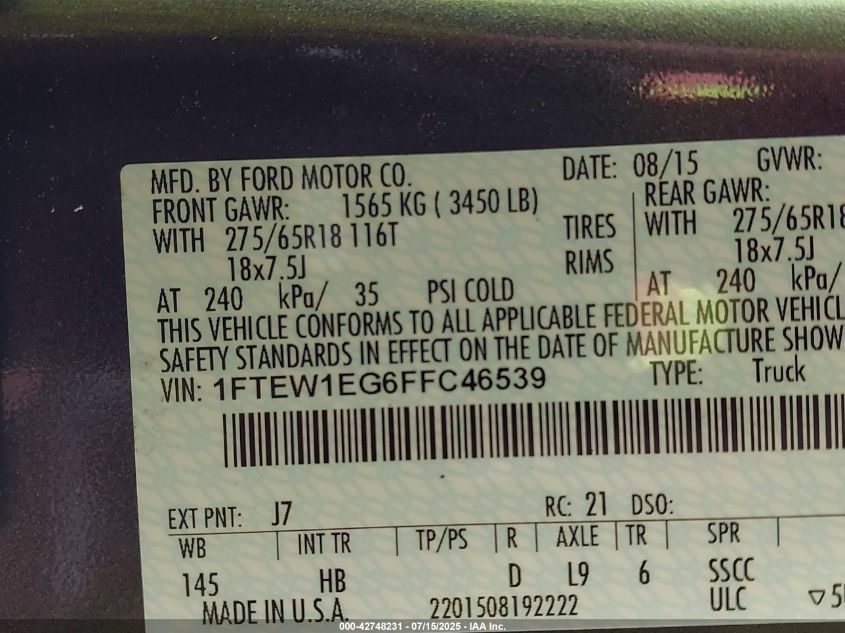 MFD. BY FORD MOTOR CO. DATE: 08/15 GVWR:
FRONT GAWR: 1565 KG ( 3450 LB) REAR GAWR:
WITH 275/65R18 116T TIRES WITH 275/65R18
18x7.5J RIMS 18x7.5J
AT 240 kPa/ 35 PSI COLD AT 240 kPa/
THIS VEHICLE CONFORMS TO ALL APPLICABLE FEDERAL MOTOR VEHICL
SAFETY STANDARDS IN EFFECT ON THE DATE OF MANUFACTURE SHOW
VIN: 1FTEW1EG6FFC46539 TYPE: Truck
EXT PNT: J7 RC: 21 DSO:
WB INT TR TP/PS R AXLE TR SPR
145 HB D L9 6 SSCC
MADE IN U.S.A. 2201508192222 ULC ▽5
000-42748231 - 07/15/2025 - IAA Inc.